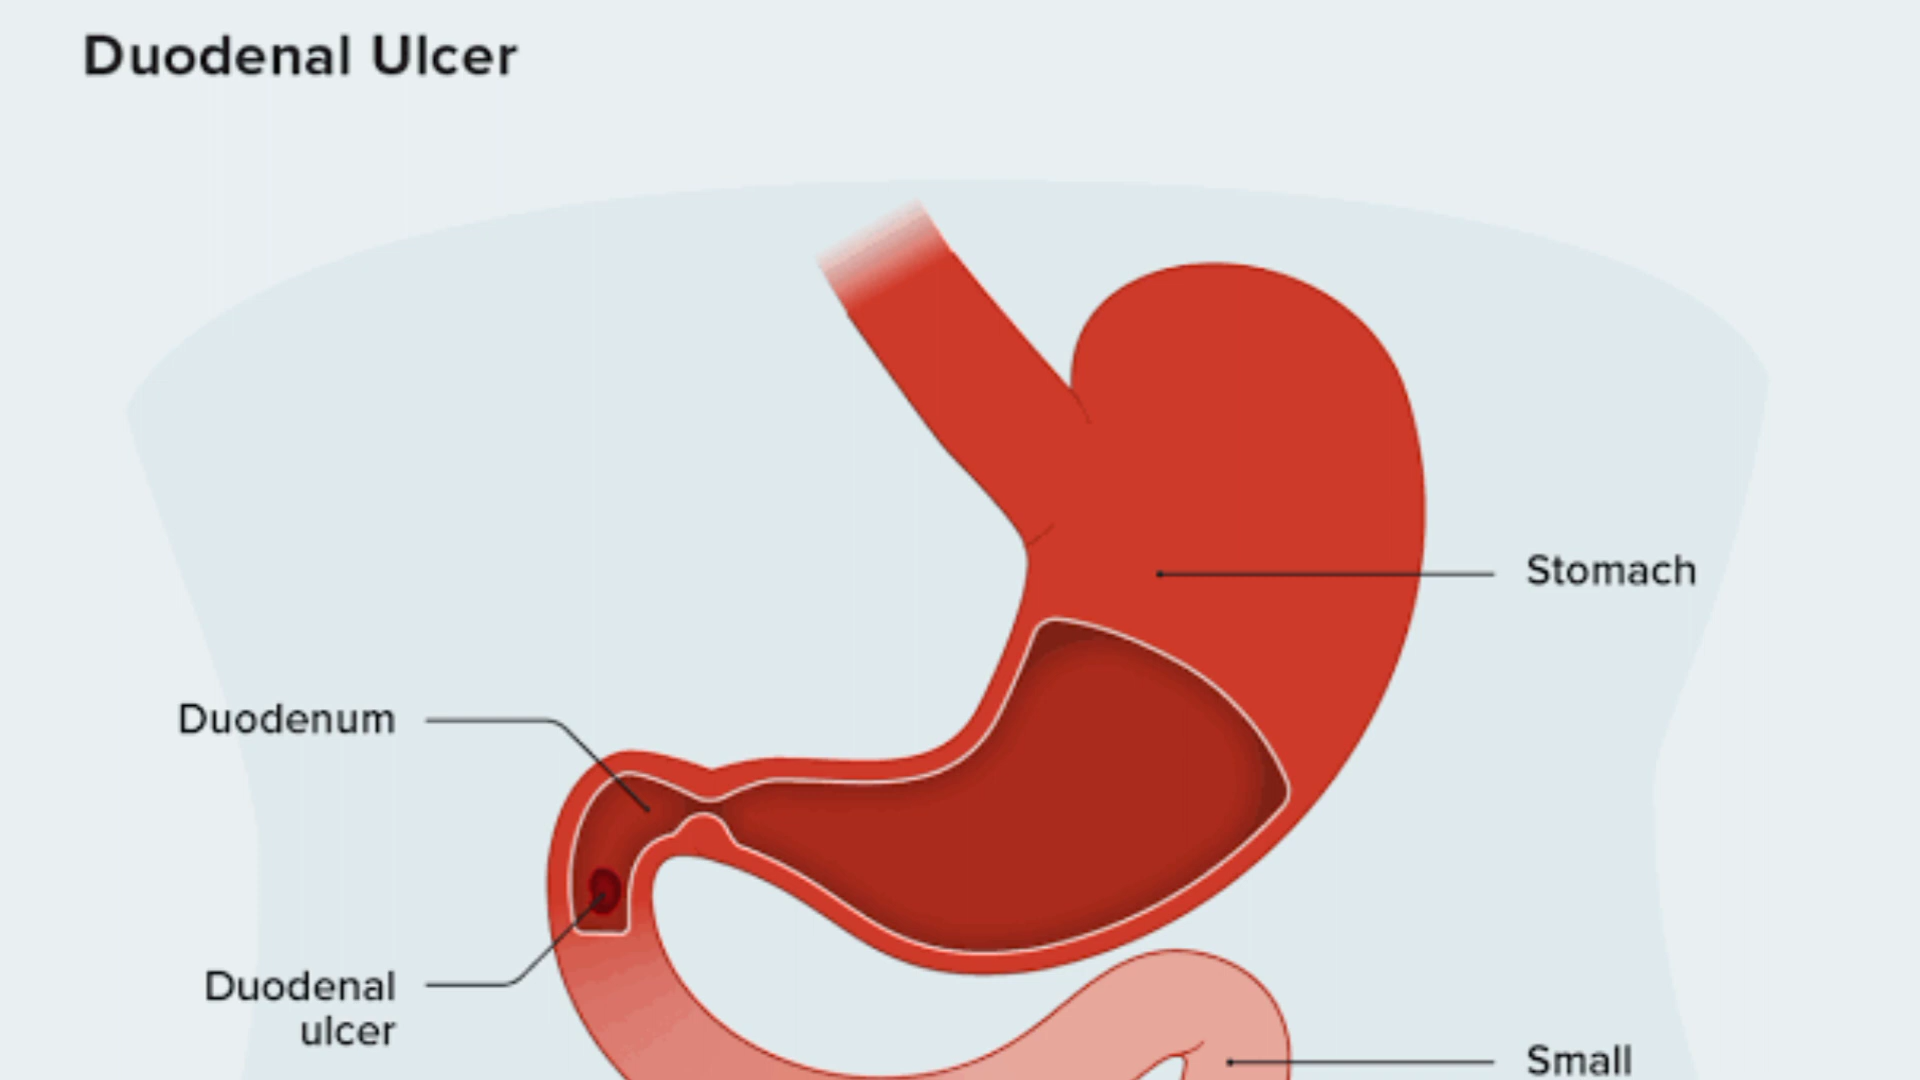 Duodenal Ulcer
Stomach
Duodenum
Duodenal
ulcer
Small